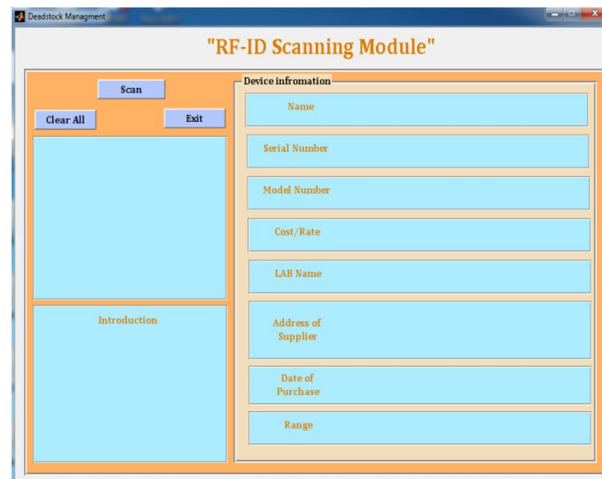 Deadstock Managment
"RF-ID Scanning Module"
Scan
Clear All
Exit
Introduction
Device infromation
Name
Serial Number
Model Number
Cost/Rate
LAB Name
Address of
Supplier
Date of
Purchase
Range